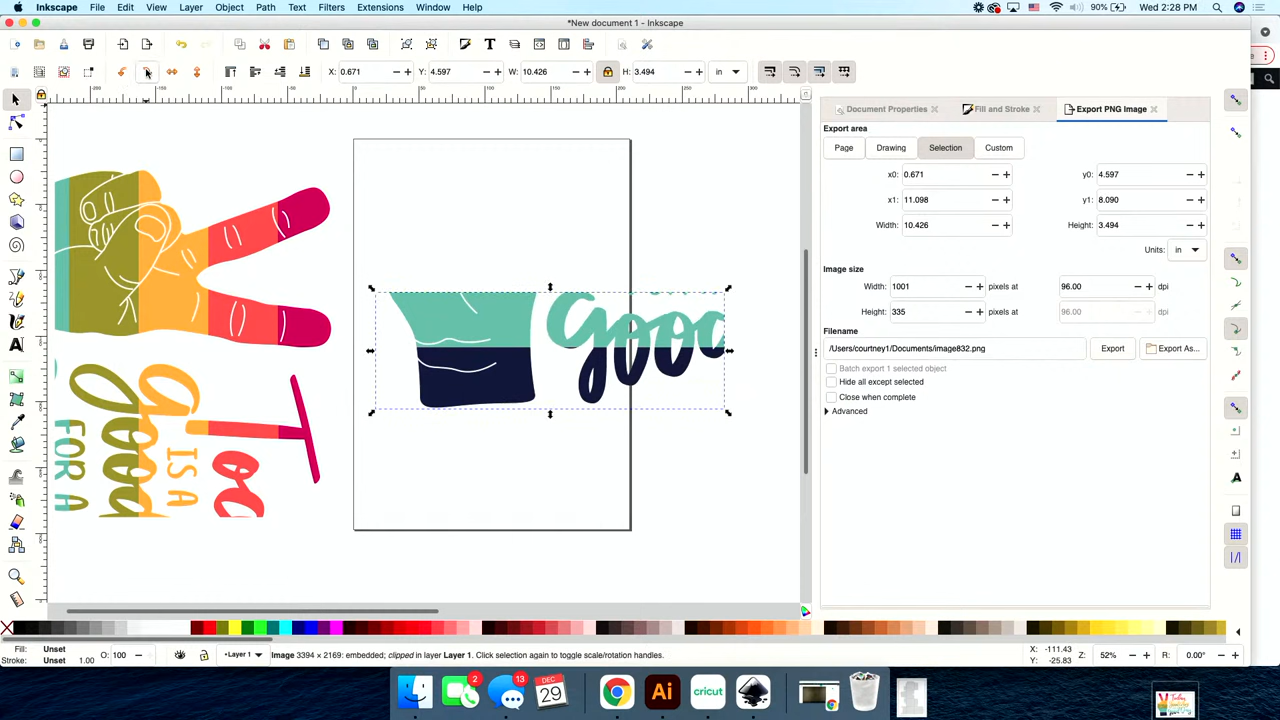 Inkscape File Edit View Layer Object Path Text Filters Extensions Window Help 90% Wed 2:28 PM
*New document 1 - Inkscape
X: 0.671 Y: 4.597 W: 10.426 H: 3.494 in
Document Properties Fill and Stroke Export PNG Image
Export area
Page Drawing Selection Custom
x0: 0.671 y0: 4.597
x1: 11.098 y1: 8.090
Width: 10.426 Height: 3.494
Units: in
Image size
Width: 1001 pixels at 96.00 dpi
Height: 335 pixels at 96.00 dpi
Filename
/Users/courtney1/Documents/image832.png Export Export As...
Batch export 1 selected object
Hide all except selected
Close when complete
Advanced
good
T
IS A
good
FOR A
Fill: Unset
Stroke: Unset 1.00
O: 100
Layer 1
Image 3394 × 2169: embedded; clipped in layer Layer 1. Click selection again to toggle scale/rotation handles.
X: -111.43
Y: -25.83
Z: 52% R: 0.00°
2 13
DEC
29
Ai
cricut